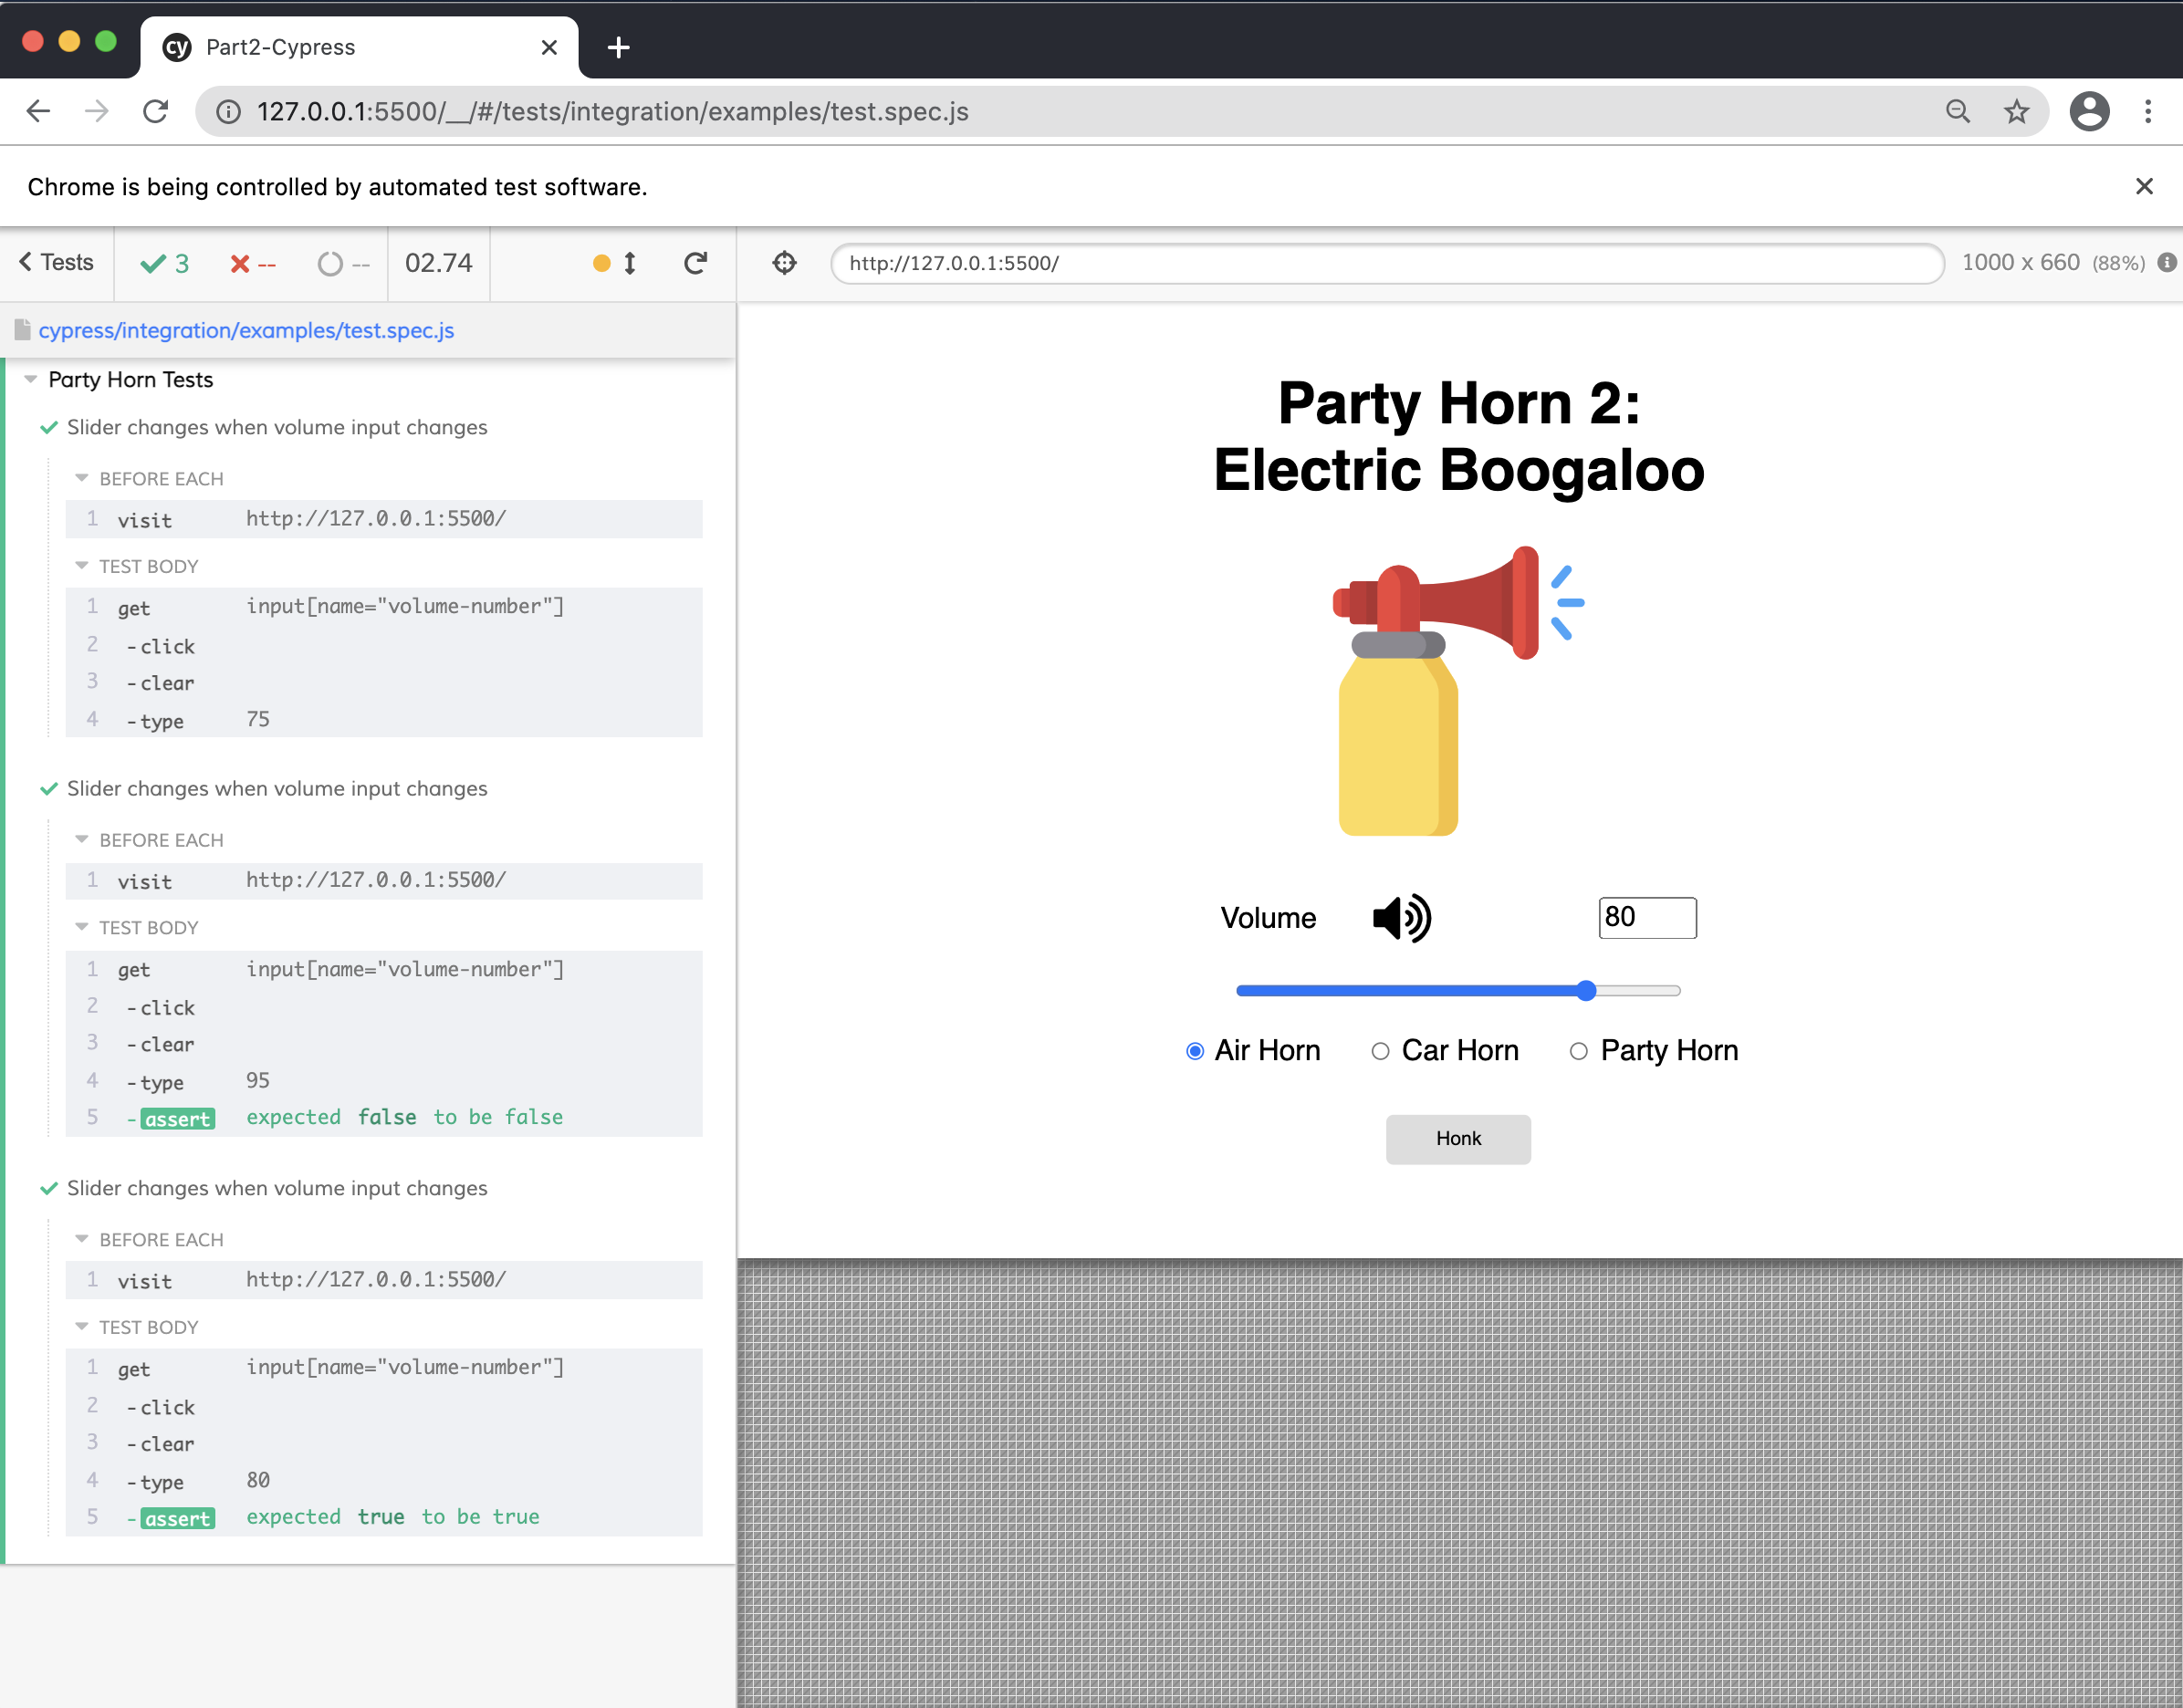 cy Part2-Cypress
127.0.0.1:5500/__/#/tests/integration/examples/test.spec.js
Chrome is being controlled by automated test software.
Tests 3 -- -- 02.74 http://127.0.0.1:5500/ 1000 x 660 (88%)
cypress/integration/examples/test.spec.js
Party Horn Tests
Slider changes when volume input changes
BEFORE EACH
1 visit http://127.0.0.1:5500/
TEST BODY
1 get input[name="volume-number"]
2 -click
3 -clear
4 -type 75
Slider changes when volume input changes
BEFORE EACH
1 visit http://127.0.0.1:5500/
TEST BODY
1 get input[name="volume-number"]
2 -click
3 -clear
4 -type 95
5 -assert expected false to be false
Slider changes when volume input changes
BEFORE EACH
1 visit http://127.0.0.1:5500/
TEST BODY
1 get input[name="volume-number"]
2 -click
3 -clear
4 -type 80
5 -assert expected true to be true
Party Horn 2:
Electric Boogaloo
Volume 80
Air Horn Car Horn Party Horn
Honk